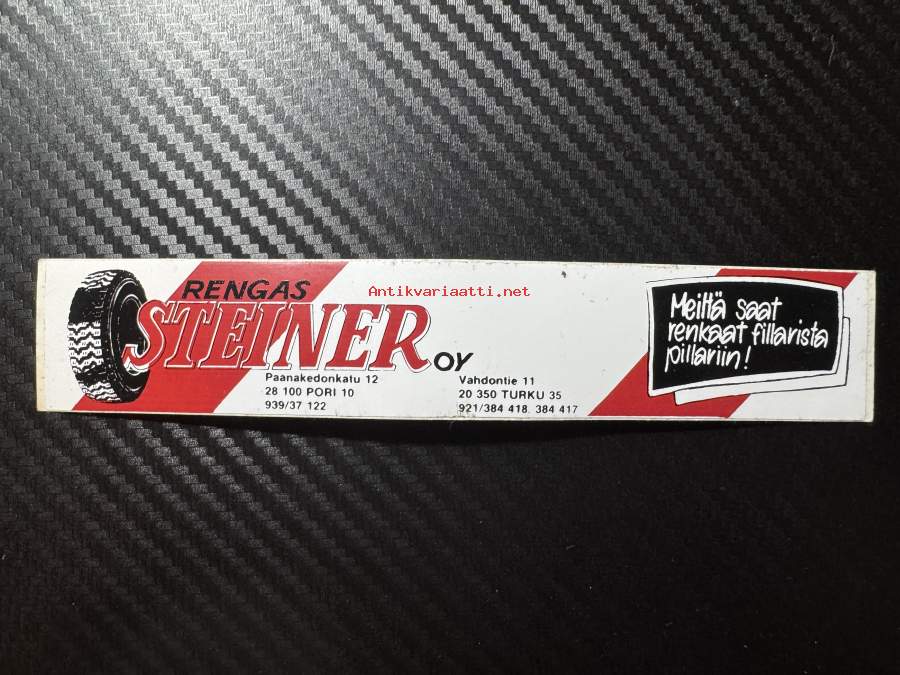 RENGAS
STEINER OY
Paanakedonkatu 12
28 100 PORI 10
939/37 122
Vahdontie 11
20 350 TURKU 35
921/384 418, 384 417
Meiltä saat
renkaat fillarista
pillariin!
Antikvariaatti.net